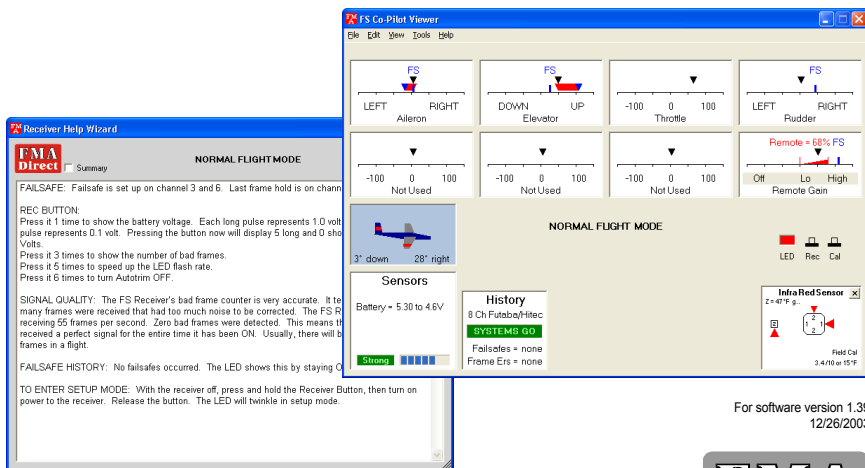 FS Co-Pilot Viewer
File Edit View Tools Help
FS
LEFT RIGHT
Aileron
FS
DOWN UP
Elevator
-100 0 100
Throttle
FS
LEFT RIGHT
Rudder
-100 0 100
Not Used
-100 0 100
Not Used
-100 0 100
Not Used
Remote = 68% FS
Off Lo High
Remote Gain
3° down 28° right
NORMAL FLIGHT MODE
LED Rec Cal
Sensors
Battery = 5.30 to 4.6V
Strong
History
8 Ch Futaba/Hitec
SYSTEMS GO
Failsafes = none
Frame Ers = none
InfraRed Sensor
Z = 47°F g...
2
1 1
2
Field Cal
3.4/10 or 15°F
Receiver Help Wizard
FMA
Direct
Summary
NORMAL FLIGHT MODE
FAILSAFE: Failsafe is set up on channel 3 and 6. Last frame hold is on chann
REC BUTTON:
Press it 1 time to show the battery voltage. Each long pulse represents 1.0 volt
pulse represents 0.1 volt. Pressing the button now will display 5 long and 0 sho
Volts.
Press it 3 times to show the number of bad frames.
Press it 5 times to speed up the LED flash rate.
Press it 6 times to turn Autotrim OFF.
SIGNAL QUALITY: The FS Receiver's bad frame counter is very accurate. It te
many frames were received that had too much noise to be corrected. The FS R
receiving 55 frames per second. Zero bad frames were detected. This means th
received a perfect signal for the entire time it has been ON. Usually, there will b
frames in a flight.
FAILSAFE HISTORY: No failsafes occurred. The LED shows this by staying O
TO ENTER SETUP MODE: With the receiver off, press and hold the Receiver Button, then turn on
power to the receiver. Release the button. The LED will twinkle in setup mode.
For software version 1.39
12/26/2003